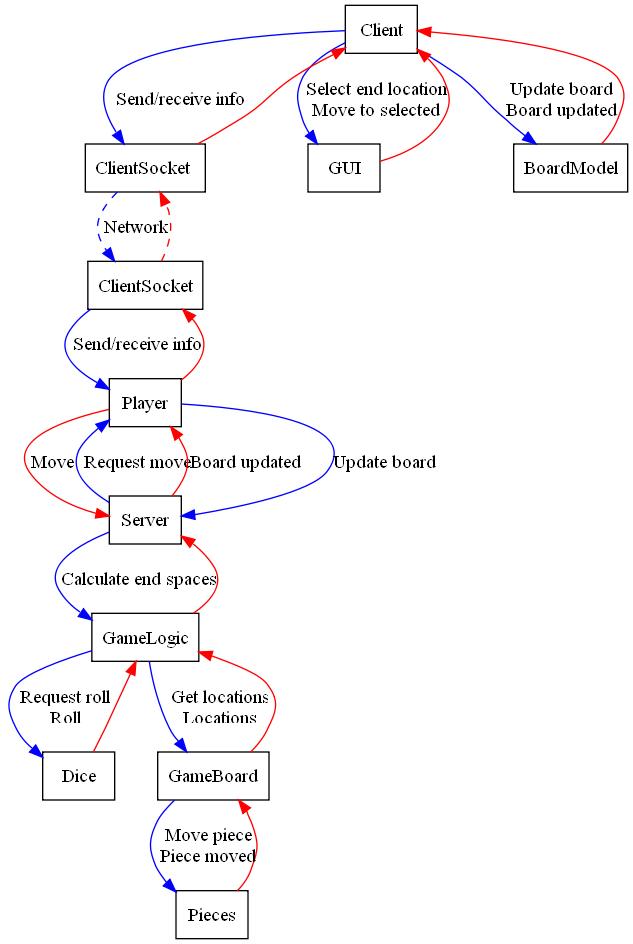 Client
Send/receive info
Select end location
Move to selected
Update board
Board updated
ClientSocket
GUI
BoardModel
Network
ClientSocket
Send/receive info
Player
Move
Request move
Board updated
Update board
Server
Calculate end spaces
GameLogic
Request roll
Roll
Get locations
Locations
Dice
GameBoard
Move piece
Piece moved
Pieces